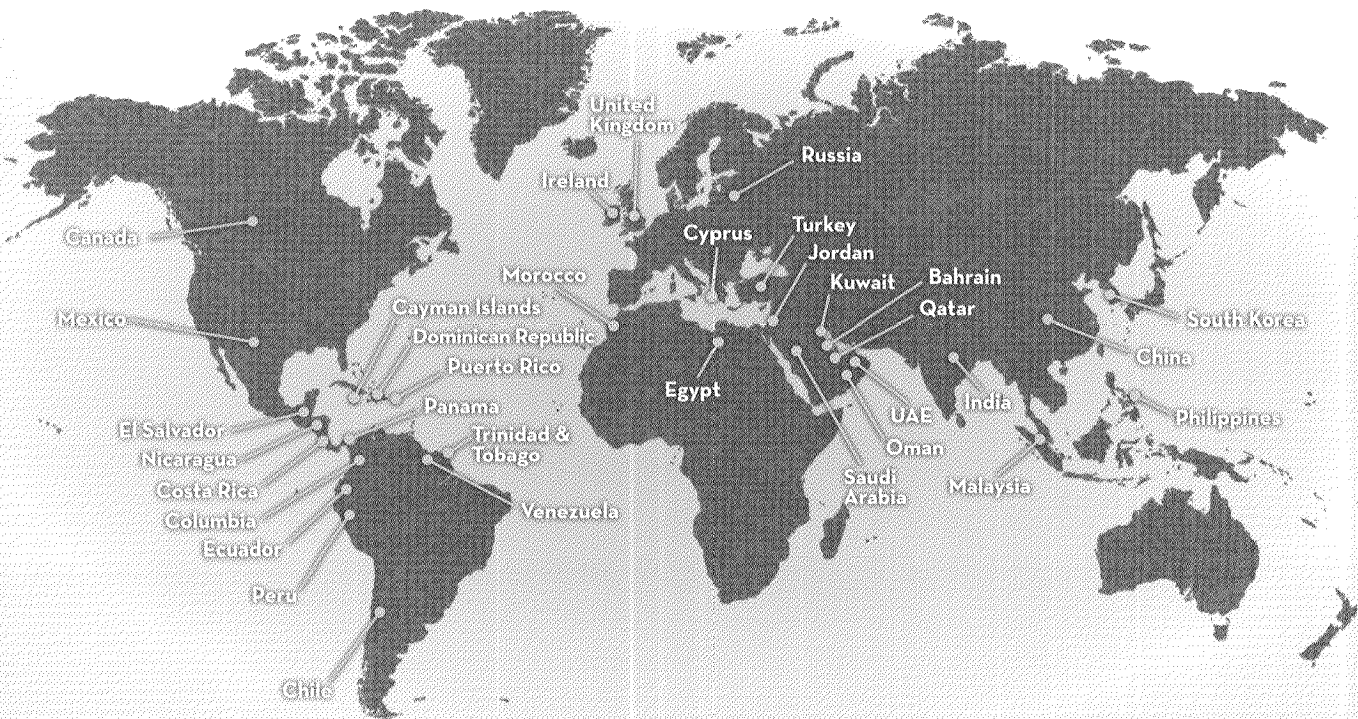 United
Kingdom
Russia
Ireland
Canada
Cyprus
Turkey
Jordan
Morocco
Kuwait
Bahrain
Qatar
Cayman Islands
Mexico
Dominican Republic
South Korea
Puerto Rico
China
Egypt
Panama
UAE
India
Philippines
El Salvador
Trinidad &
Tobago
Oman
Nicaragua
Saudi
Arabia
Malaysia
Costa Rica
Columbia
Venezuela
Ecuador
Peru
Chile